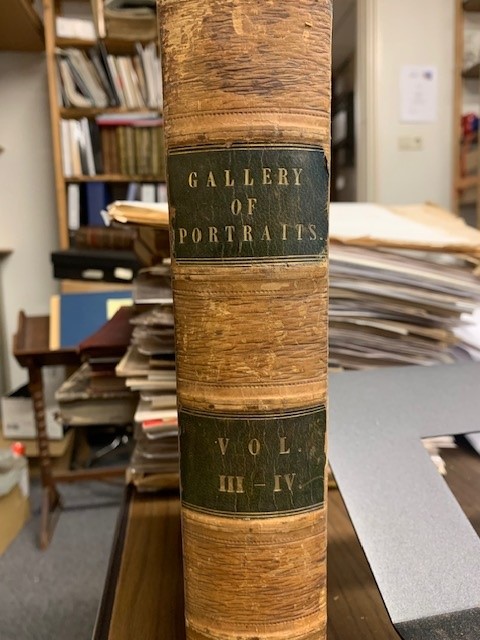 GALLERY
OF
PORTRAITS.
VOL.
III–IV.